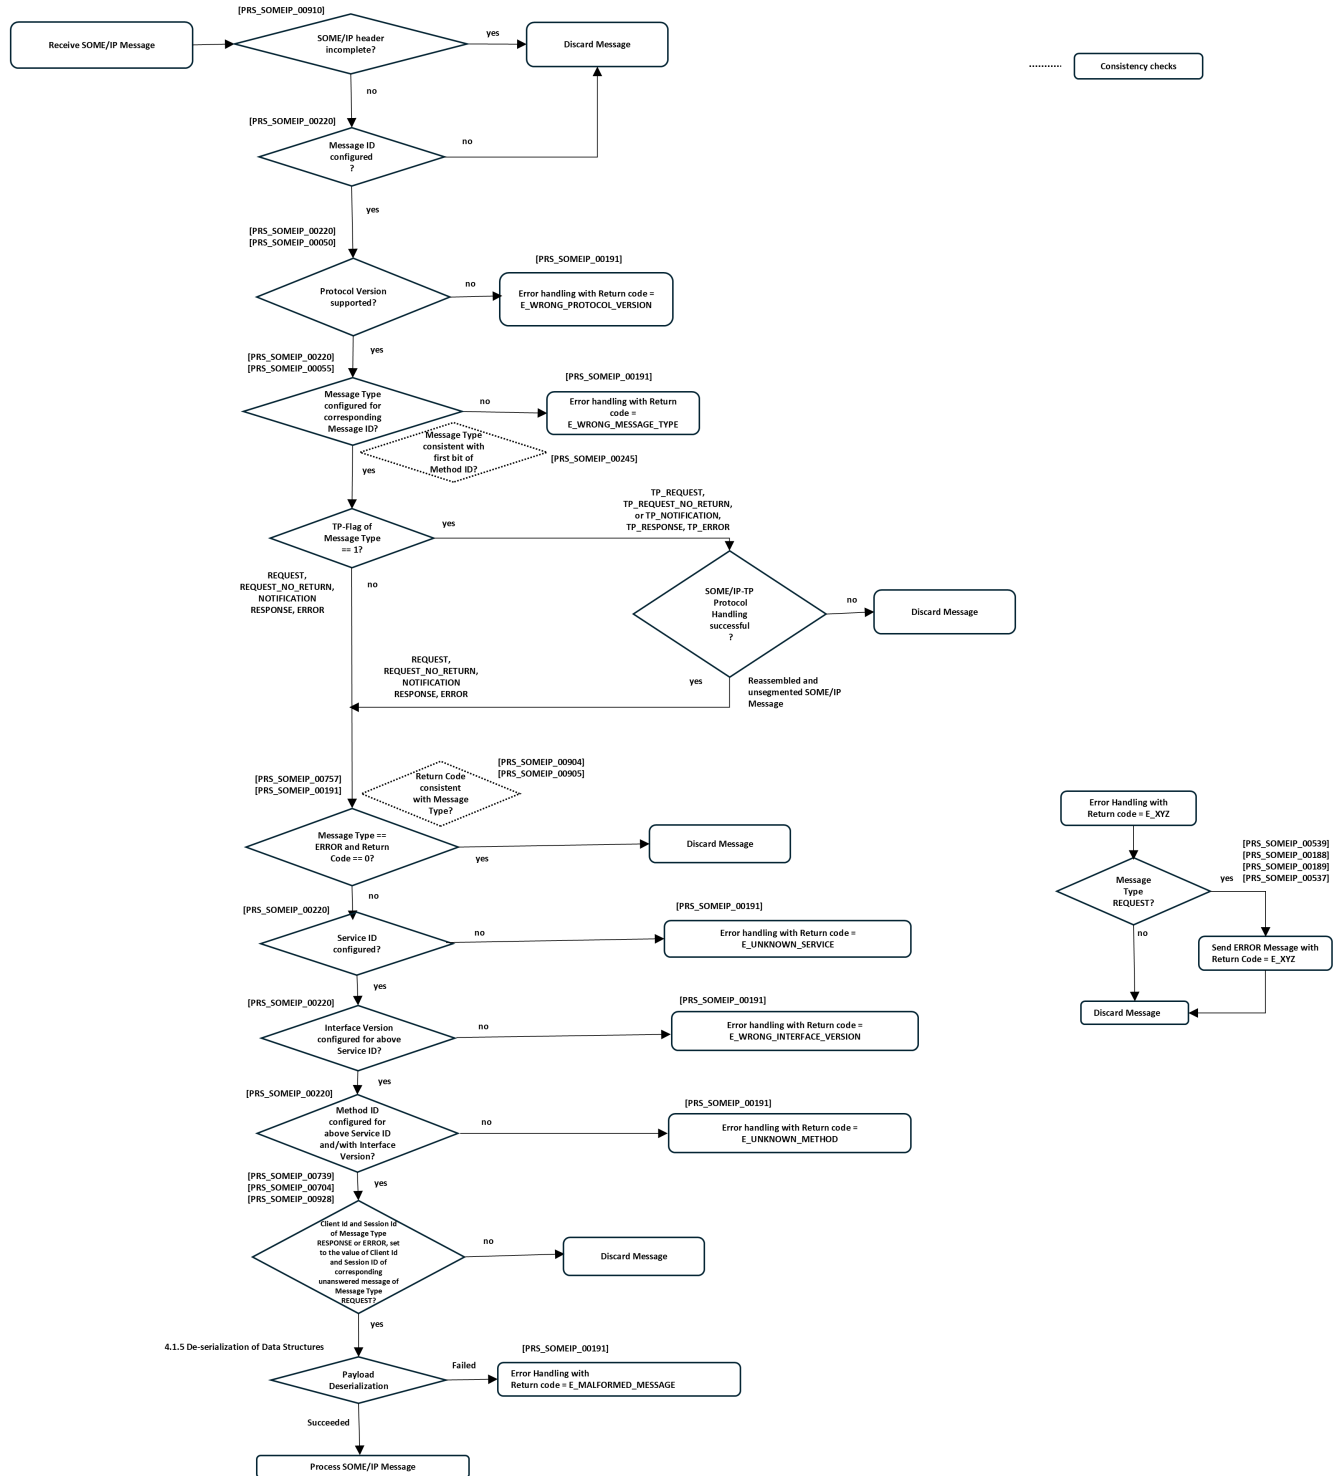 [PRS_SOMEIP_00910]
Receive SOME/IP Message
SOME/IP header
incomplete?
yes
Discard Message
Consistency checks
no
[PRS_SOMEIP_00220]
Message ID
configured
?
no
yes
[PRS_SOMEIP_00220]
[PRS_SOMEIP_00050]
[PRS_SOMEIP_00191]
Protocol Version
supported?
no
Error handling with Return code =
E_WRONG_PROTOCOL_VERSION
yes
[PRS_SOMEIP_00220]
[PRS_SOMEIP_00055]
[PRS_SOMEIP_00191]
Message Type
configured for
corresponding
Message ID?
no
Error handling with Return
code =
E_WRONG_MESSAGE_TYPE
Message Type
consistent with
first bit of
Method ID?
[PRS_SOMEIP_00245]
yes
TP-Flag of
Message Type
== 1?
yes
TP_REQUEST,
TP_REQUEST_NO_RETURN,
or TP_NOTIFICATION,
TP_RESPONSE, TP_ERROR
REQUEST,
REQUEST_NO_RETURN,
NOTIFICATION
RESPONSE, ERROR
no
SOME/IP-TP
Protocol
Handling
successful
?
no
Discard Message
REQUEST,
REQUEST_NO_RETURN,
NOTIFICATION
RESPONSE, ERROR
yes
Reassembled and
unsegmented SOME/IP
Message
[PRS_SOMEIP_00757]
[PRS_SOMEIP_00191]
Return Code
consistent
with Message
Type?
[PRS_SOMEIP_00904]
[PRS_SOMEIP_00905]
Message Type ==
ERROR and Return
Code == 0?
yes
Discard Message
no
[PRS_SOMEIP_00220]
Service ID
configured?
no
[PRS_SOMEIP_00191]
Error handling with Return code =
E_UNKNOWN_SERVICE
yes
[PRS_SOMEIP_00220]
Interface Version
configured for above
Service ID?
no
[PRS_SOMEIP_00191]
Error handling with Return code =
E_WRONG_INTERFACE_VERSION
yes
[PRS_SOMEIP_00220]
Method ID
configured for
above Service ID
and/with Interface
Version?
no
[PRS_SOMEIP_00191]
Error handling with Return code =
E_UNKNOWN_METHOD
[PRS_SOMEIP_00739]
[PRS_SOMEIP_00704]
[PRS_SOMEIP_00928]
yes
Client Id and Session Id
of Message Type
RESPONSE or ERROR, set
to the value of Client Id
and Session ID of
corresponding
unanswered message of
Message Type
REQUEST?
no
Discard Message
yes
4.1.5 De-serialization of Data Structures
Payload
Deserialization
Failed
[PRS_SOMEIP_00191]
Error Handling with
Return code = E_MALFORMED_MESSAGE
Succeeded
Process SOME/IP Message
Error Handling with
Return code = E_XYZ
Message
Type
REQUEST?
yes
[PRS_SOMEIP_00539]
[PRS_SOMEIP_00188]
[PRS_SOMEIP_00189]
[PRS_SOMEIP_00537]
no
Send ERROR Message with
Return Code = E_XYZ
Discard Message